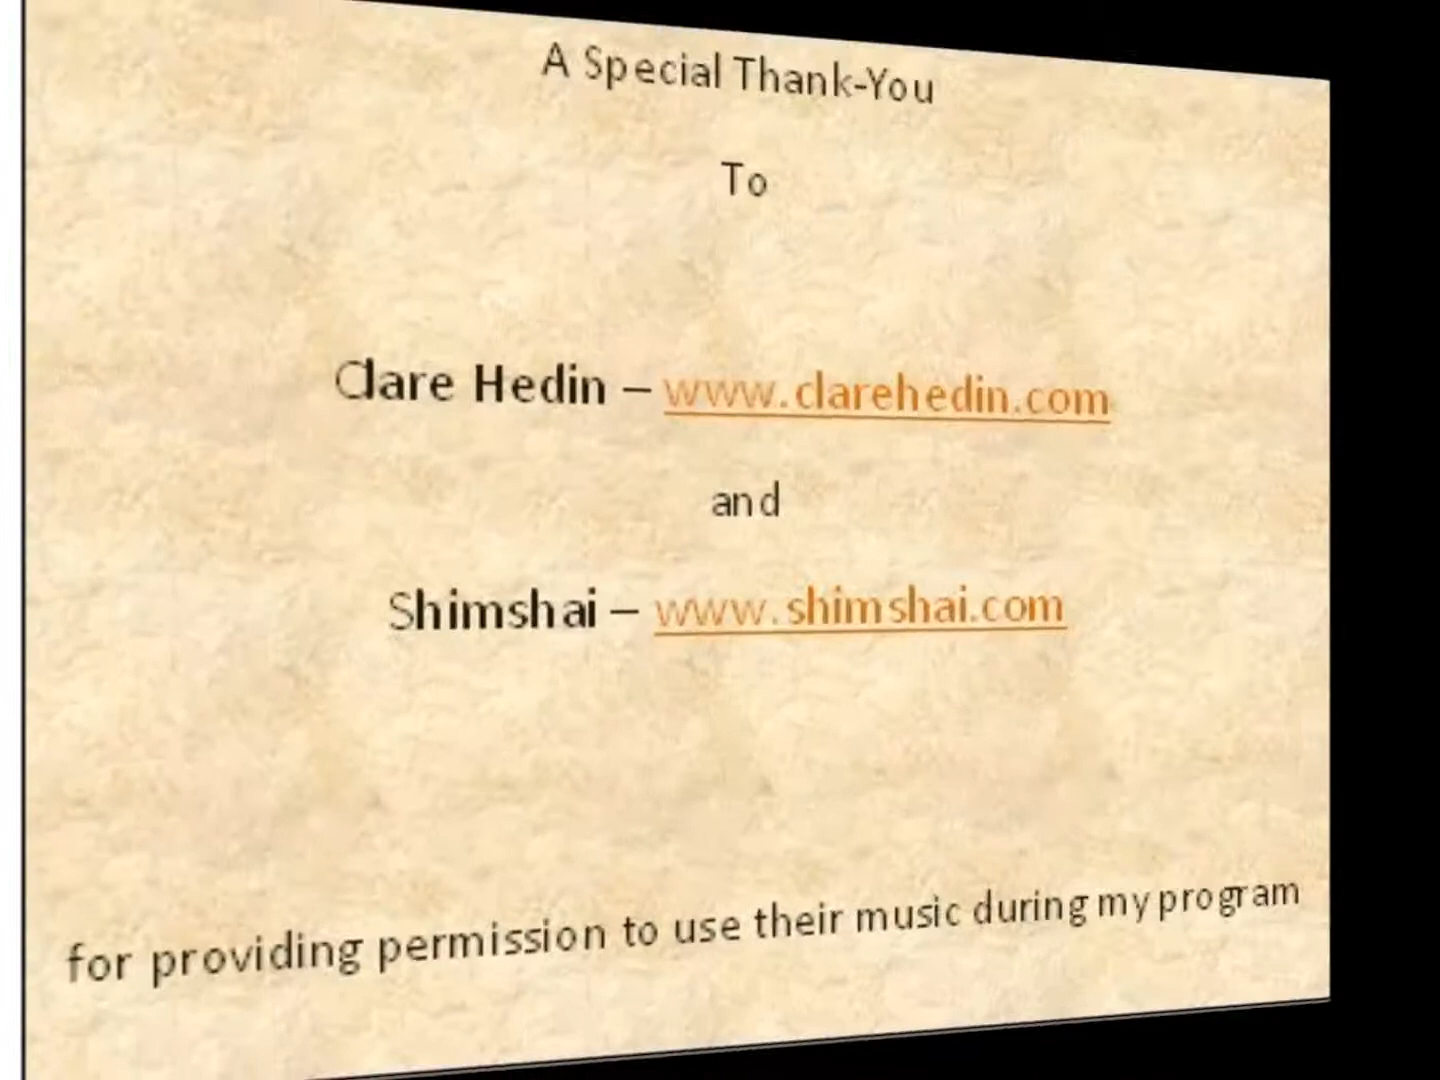 A Special Thank-You
To
Clare Hedin – www.clarehedin.com
and
Shimshai – www.shimshai.com
for providing permission to use their music during my program